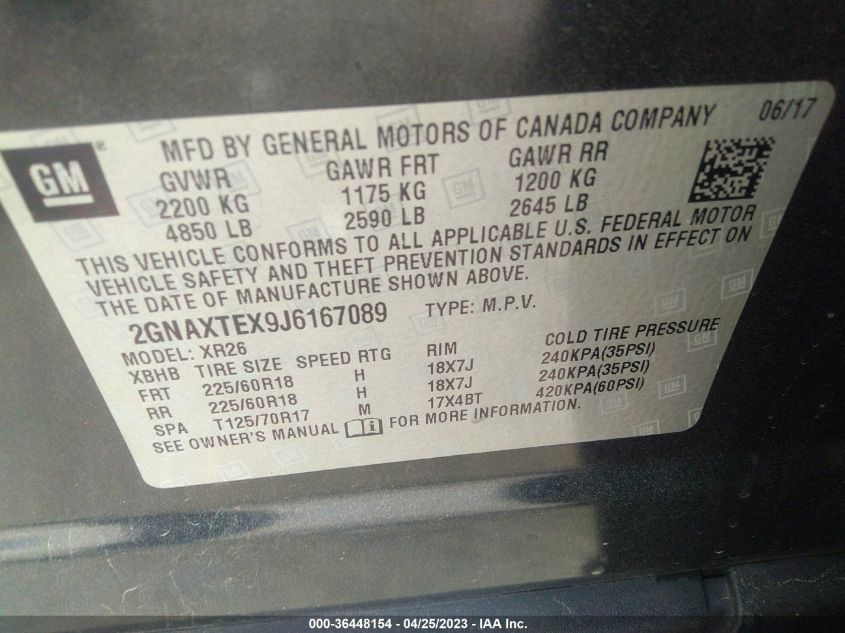 MFD BY GENERAL MOTORS OF CANADA COMPANY 06/17
GM
GVWR GAWR FRT GAWR RR
2200 KG 1175 KG 1200 KG
4850 LB 2590 LB 2645 LB
THIS VEHICLE CONFORMS TO ALL APPLICABLE U.S. FEDERAL MOTOR
VEHICLE SAFETY AND THEFT PREVENTION STANDARDS IN EFFECT ON
THE DATE OF MANUFACTURE SHOWN ABOVE.
2GNAXTEX9J6167089 TYPE: M.P.V.
MODEL: XR26
XBHB TIRE SIZE SPEED RTG RIM COLD TIRE PRESSURE
FRT 225/60R18 H 18X7J 240KPA(35PSI)
RR 225/60R18 H 18X7J 240KPA(35PSI)
SPA T125/70R17 M 17X4BT 420KPA(60PSI)
SEE OWNER'S MANUAL FOR MORE INFORMATION.
000-36448154 - 04/25/2023 - IAA Inc.